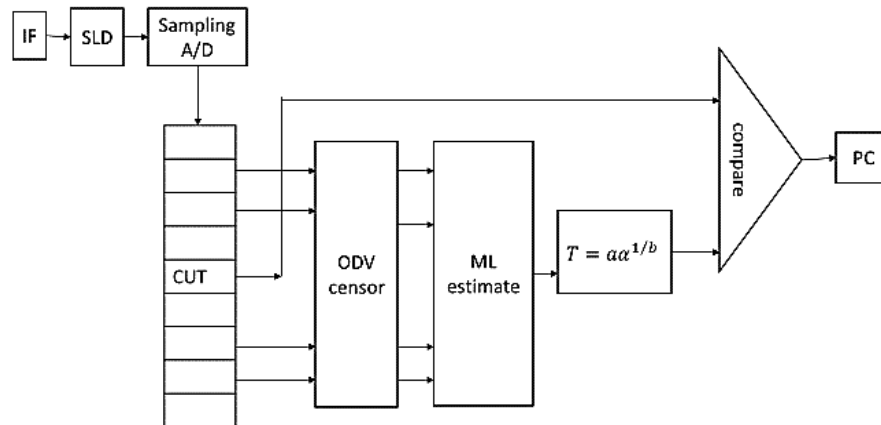 IF
SLD
Sampling
A/D
CUT
ODV
censor
ML
estimate
T = aα^{1/b}
compare
PC